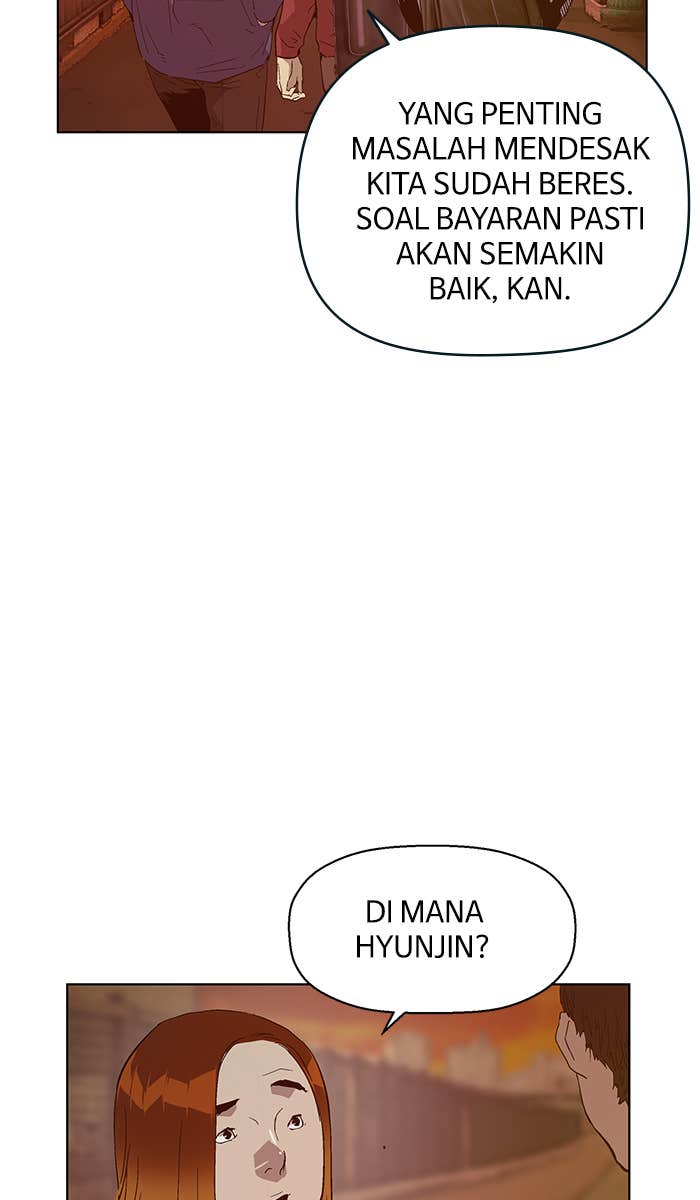 YANG PENTING
MASALAH MENDESAK
KITA SUDAH BERES.
SOAL BAYARAN PASTI
AKAN SEMAKIN
BAIK, KAN.
DI MANA
HYUNJIN?